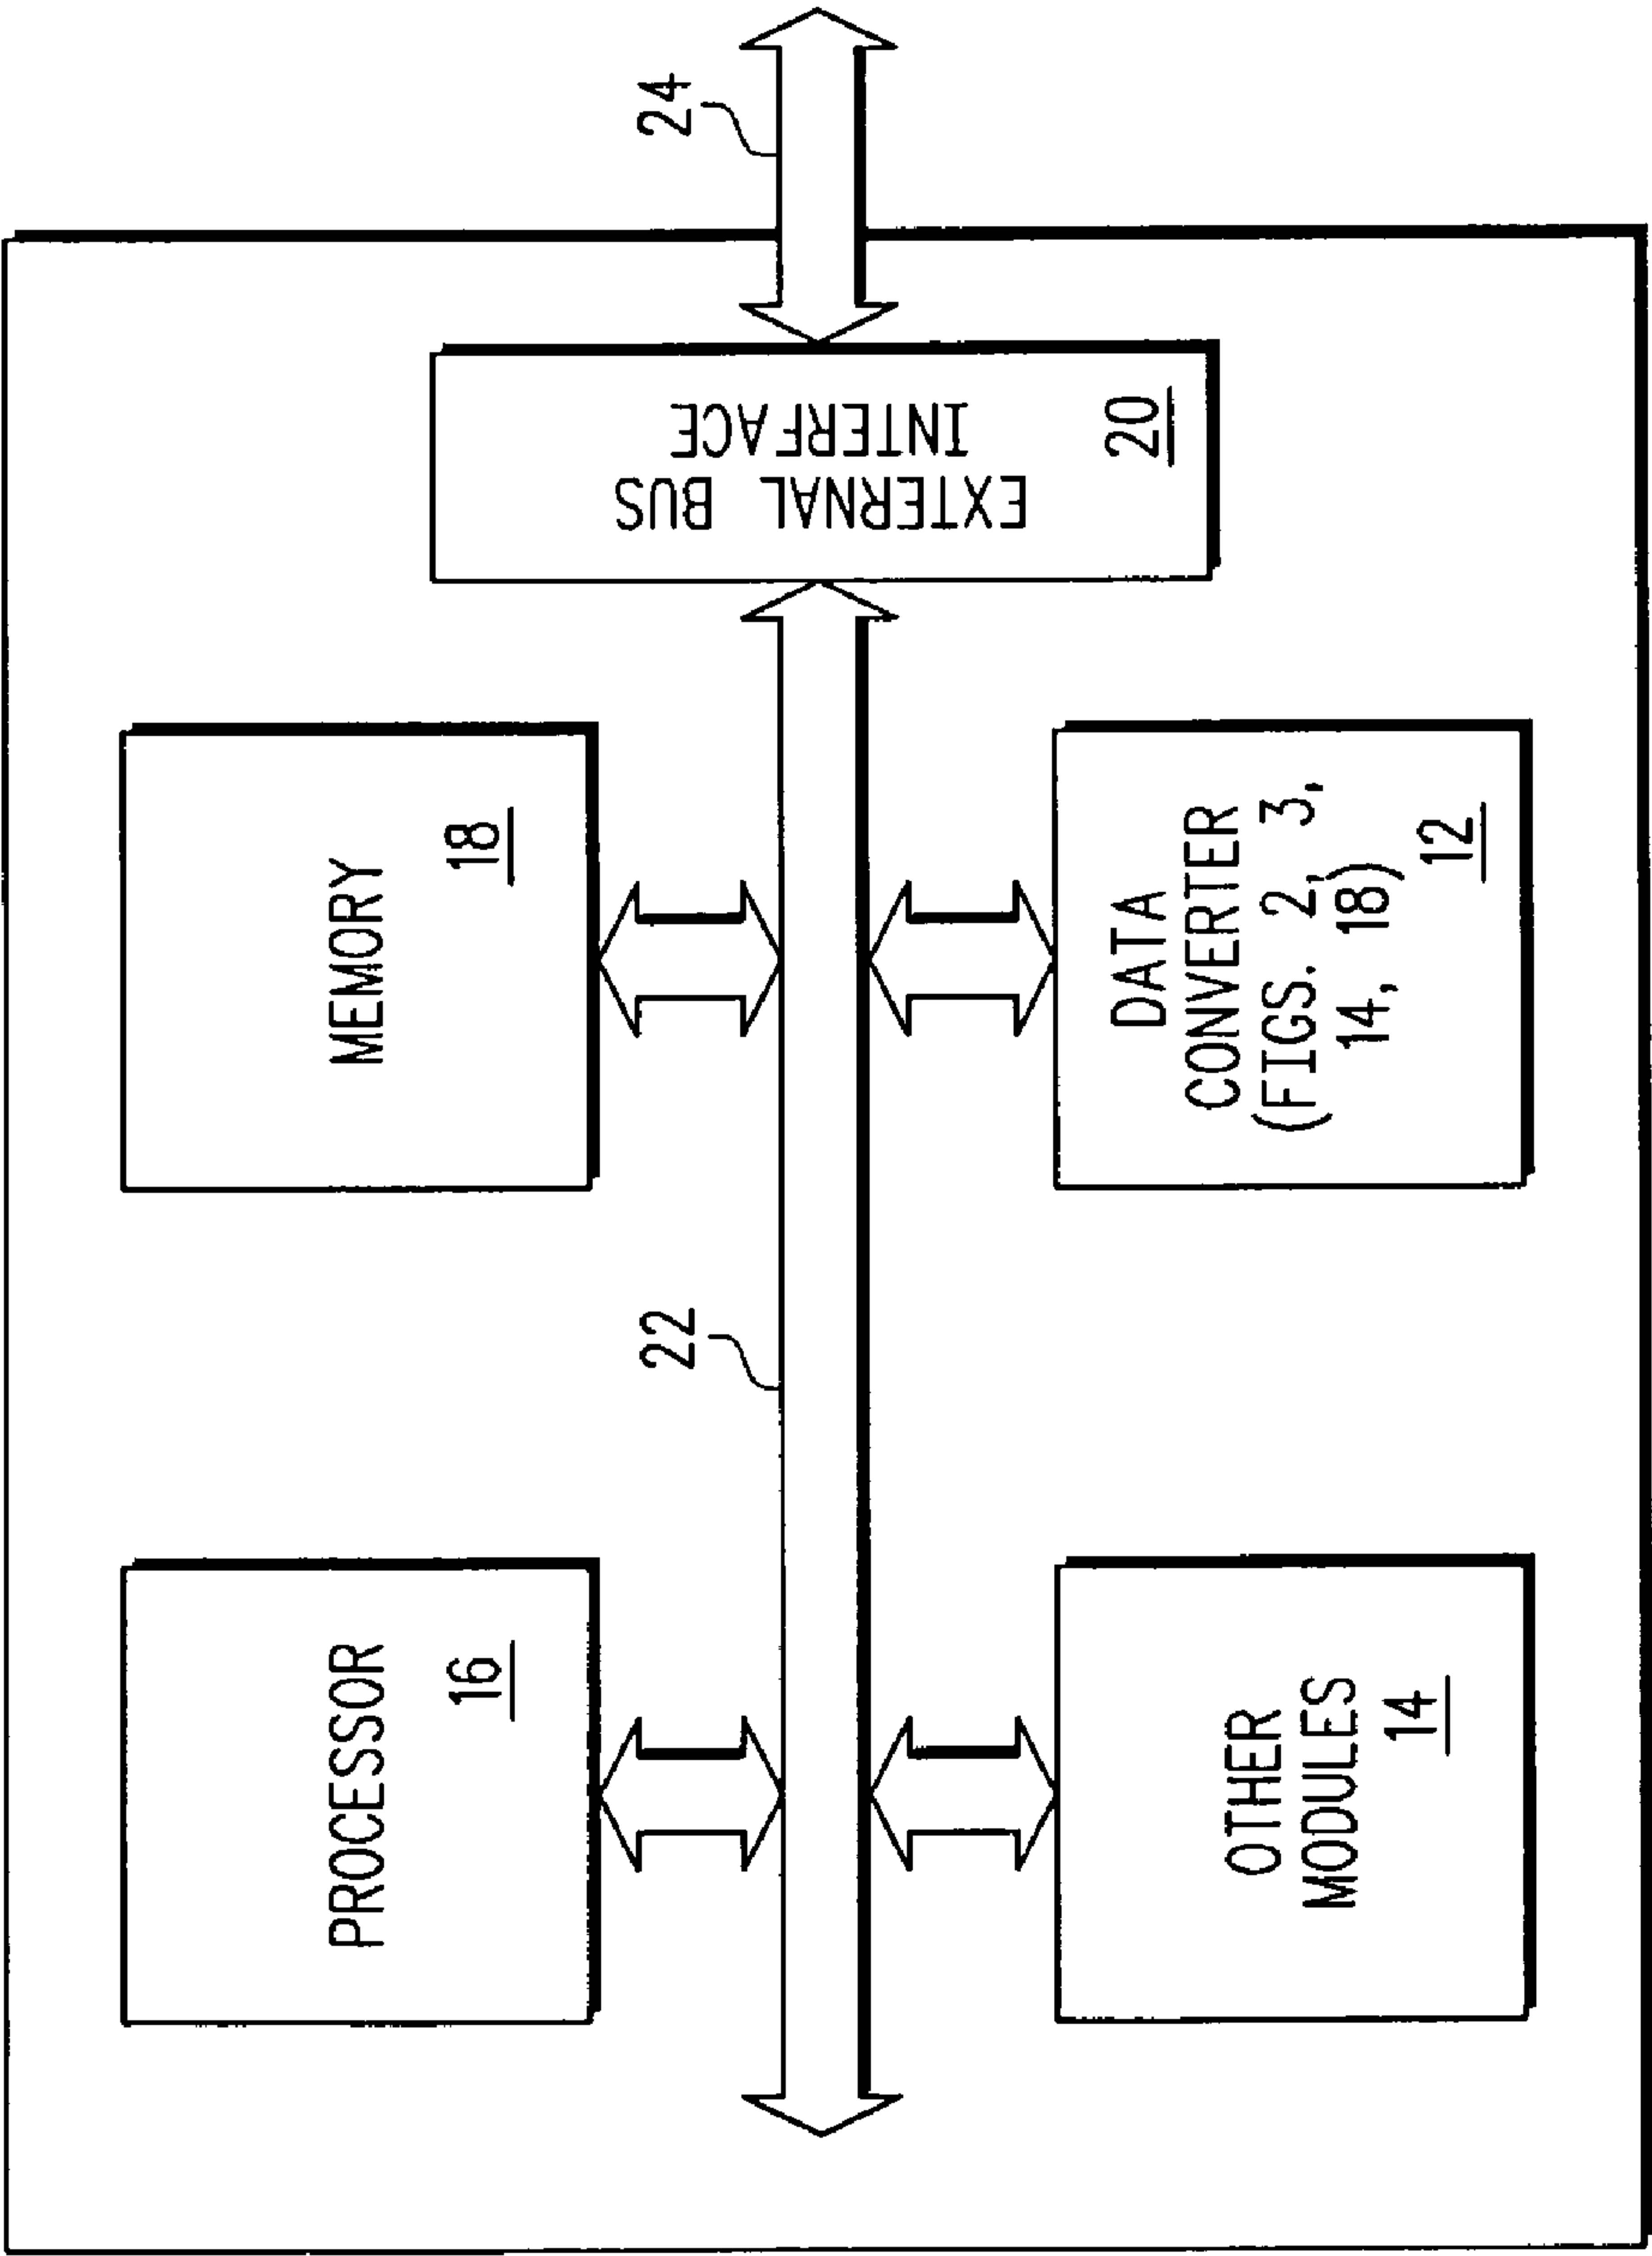 PROCESSOR
16
MEMORY
18
22
24
EXTERNAL BUS
INTERFACE
20
OTHER
MODULES
14
DATA
CONVERTER
(FIGS. 2, 3,
14, 18)
12